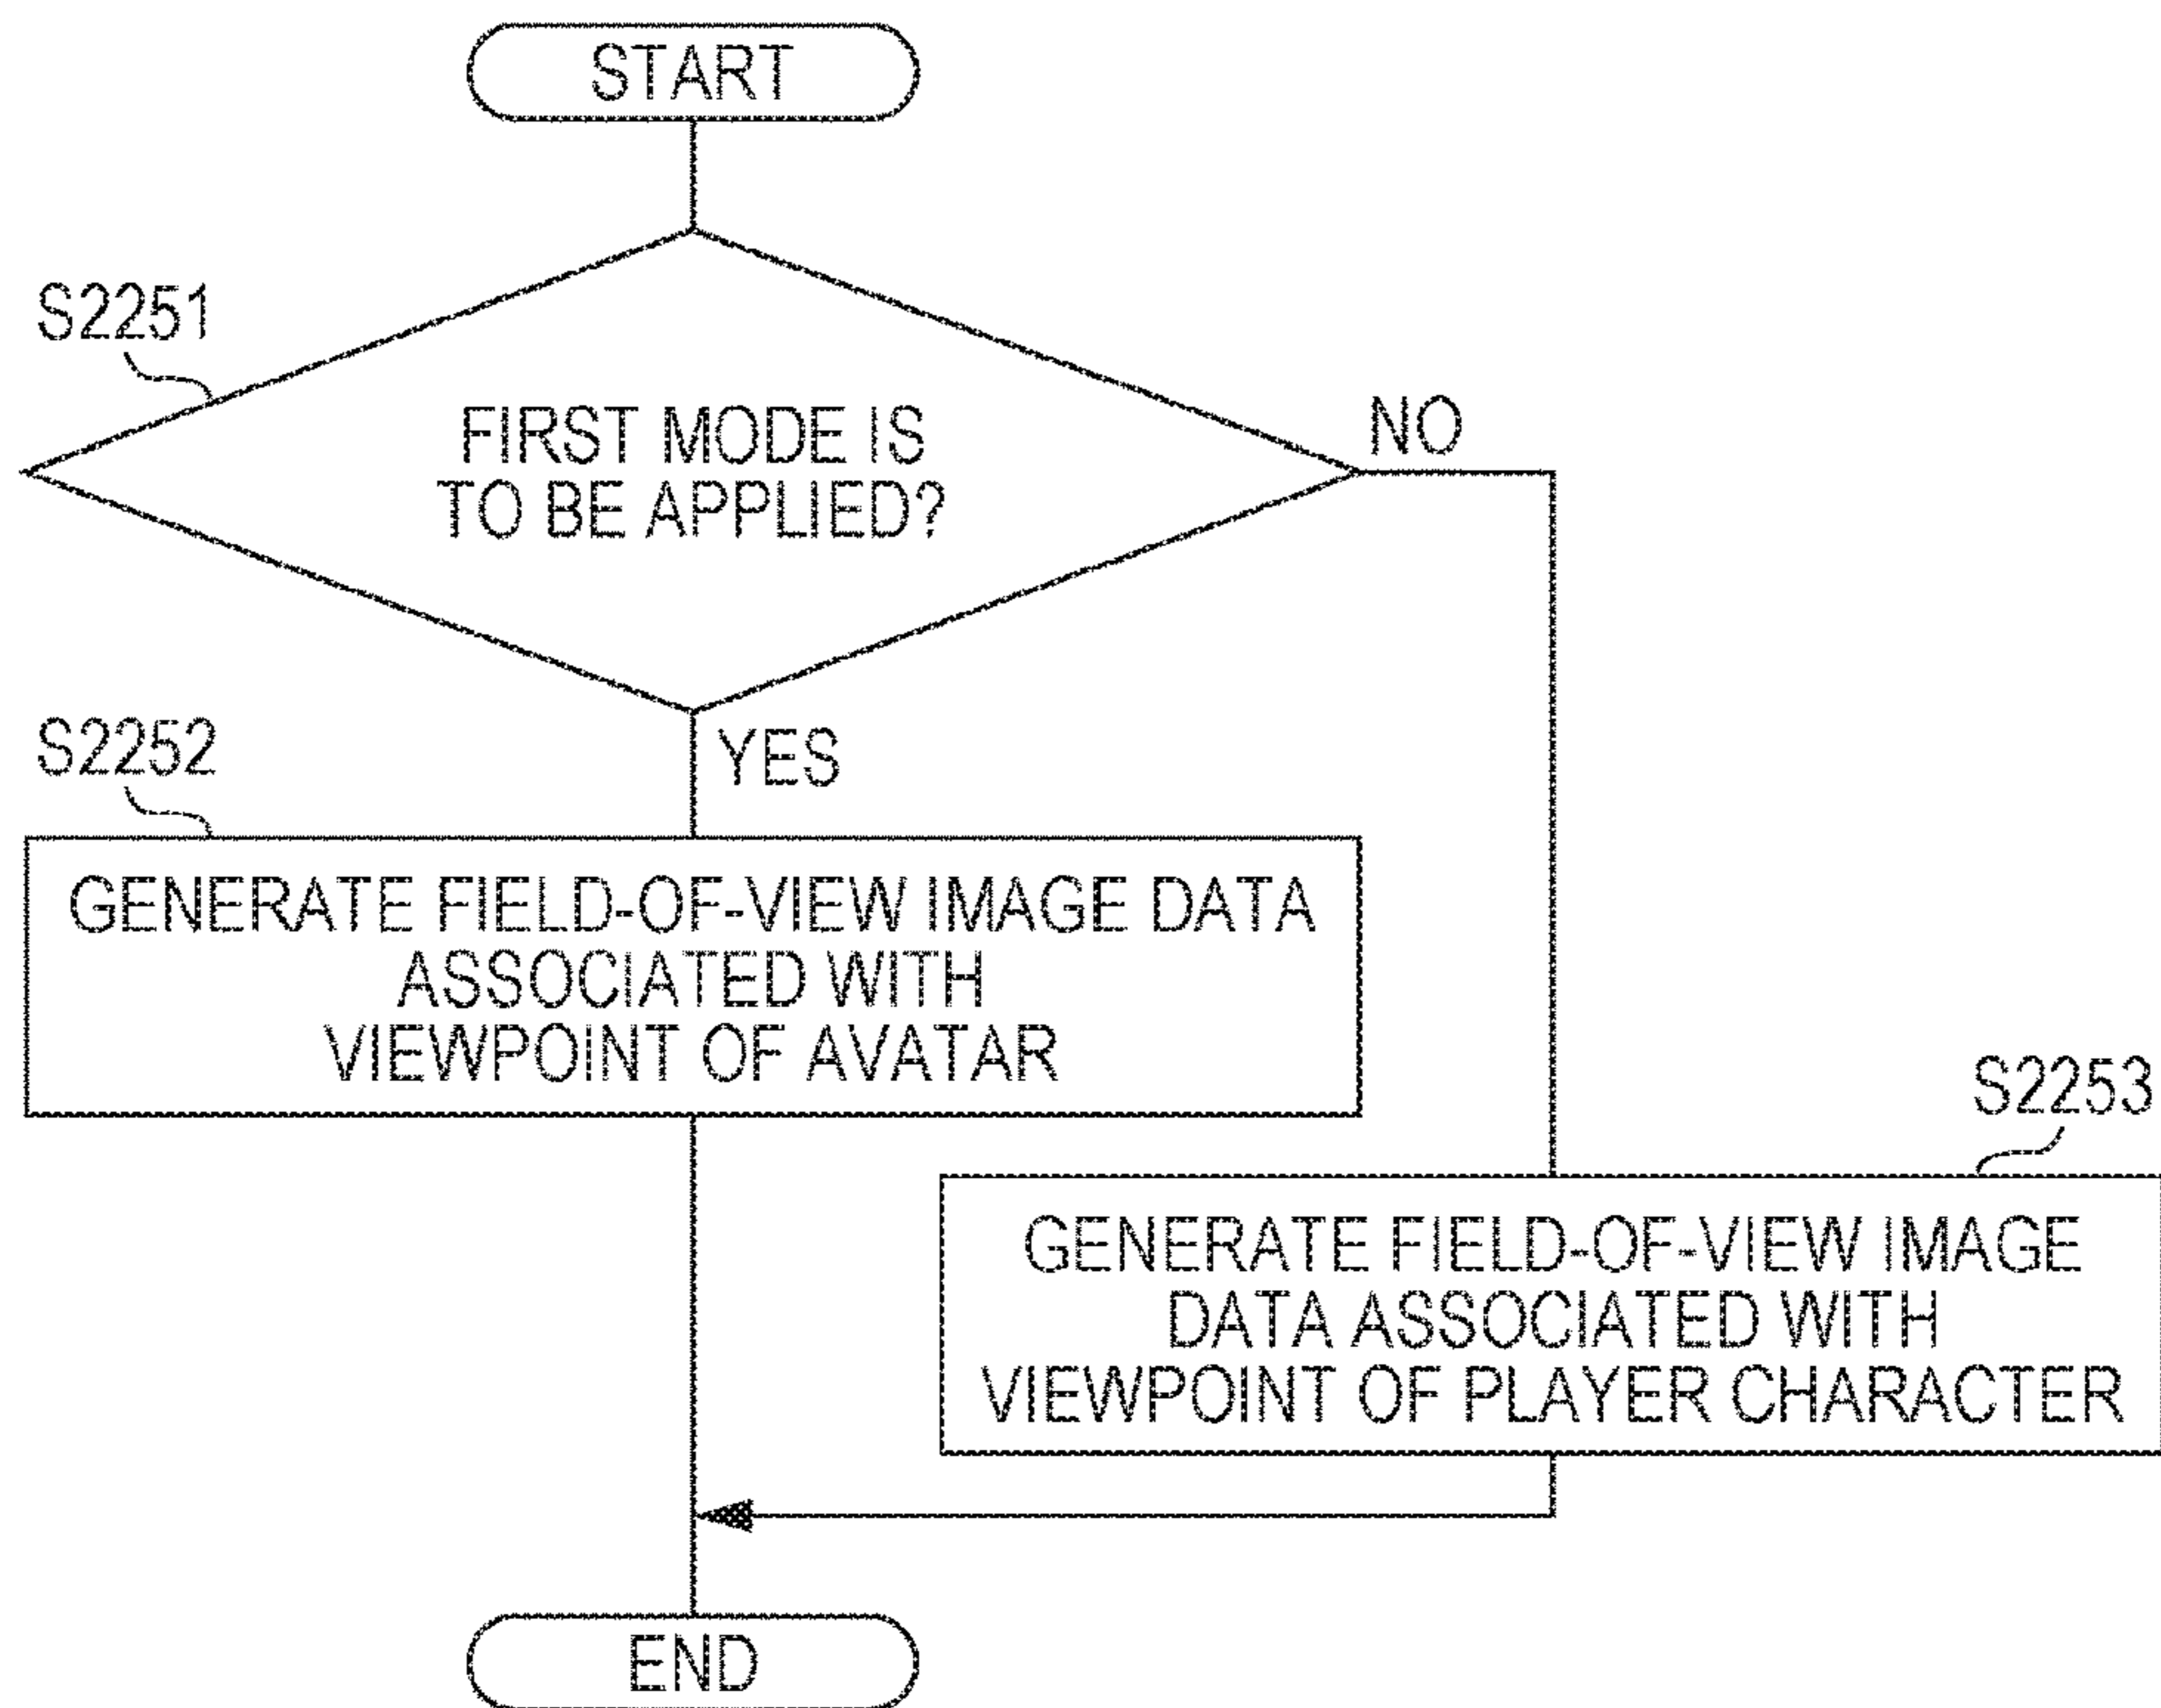 START
S2251
FIRST MODE IS
TO BE APPLIED?
NO
YES
S2252
GENERATE FIELD-OF-VIEW IMAGE DATA
ASSOCIATED WITH
VIEWPOINT OF AVATAR
S2253
GENERATE FIELD-OF-VIEW IMAGE
DATA ASSOCIATED WITH
VIEWPOINT OF PLAYER CHARACTER
END